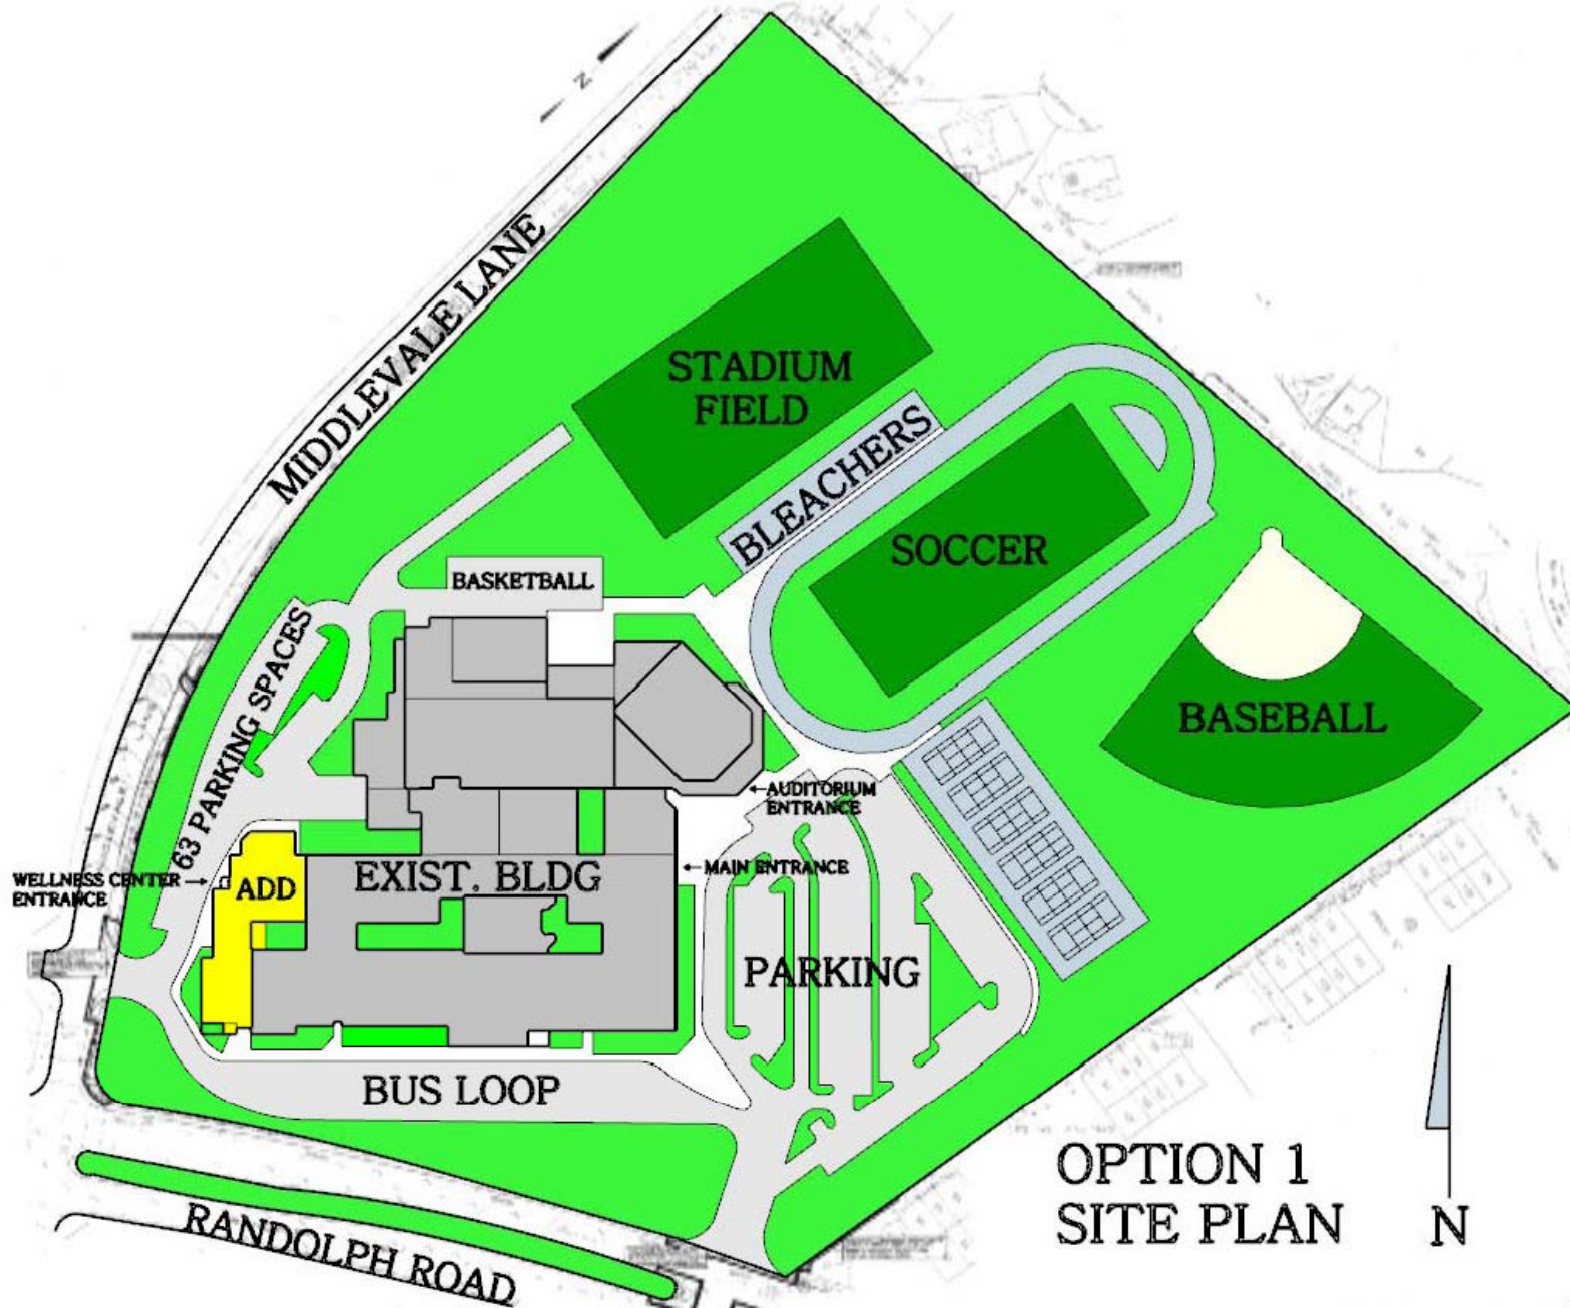 N
MIDDLEVALE LANE
STADIUM
FIELD
BLEACHERS
SOCCER
BASKETBALL
63 PARKING SPACES
BASEBALL
AUDITORIUM
ENTRANCE
MAIN ENTRANCE
WELLNESS CENTER
ENTRANCE
ADD
EXIST. BLDG
PARKING
BUS LOOP
OPTION 1
SITE PLAN
N
RANDOLPH ROAD